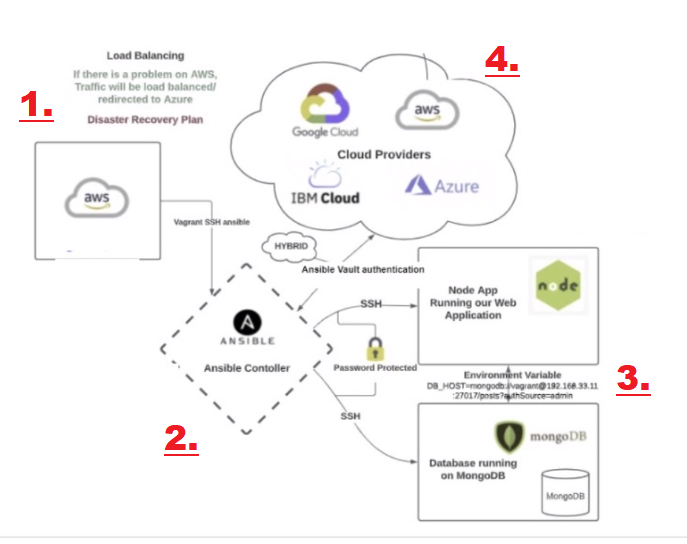 Load Balancing
If there is a problem on AWS,
Traffic will be load balanced/
redirected to Azure
Disaster Recovery Plan
1.
aws
Vagrant SSH ansible
4.
Google Cloud
aws
Cloud Providers
IBM Cloud
Azure
HYBRID
Ansible Vault authentication
A
ANSIBLE
Ansible Contoller
2.
SSH
Password Protected
SSH
Node App
Running our Web
Application
node
3.
Environment Variable
DB_HOST=mongodb://vagrant@192.168.33.11
:27017/posts?authSource=admin
mongoDB
Database running
on MongoDB
MongoDB